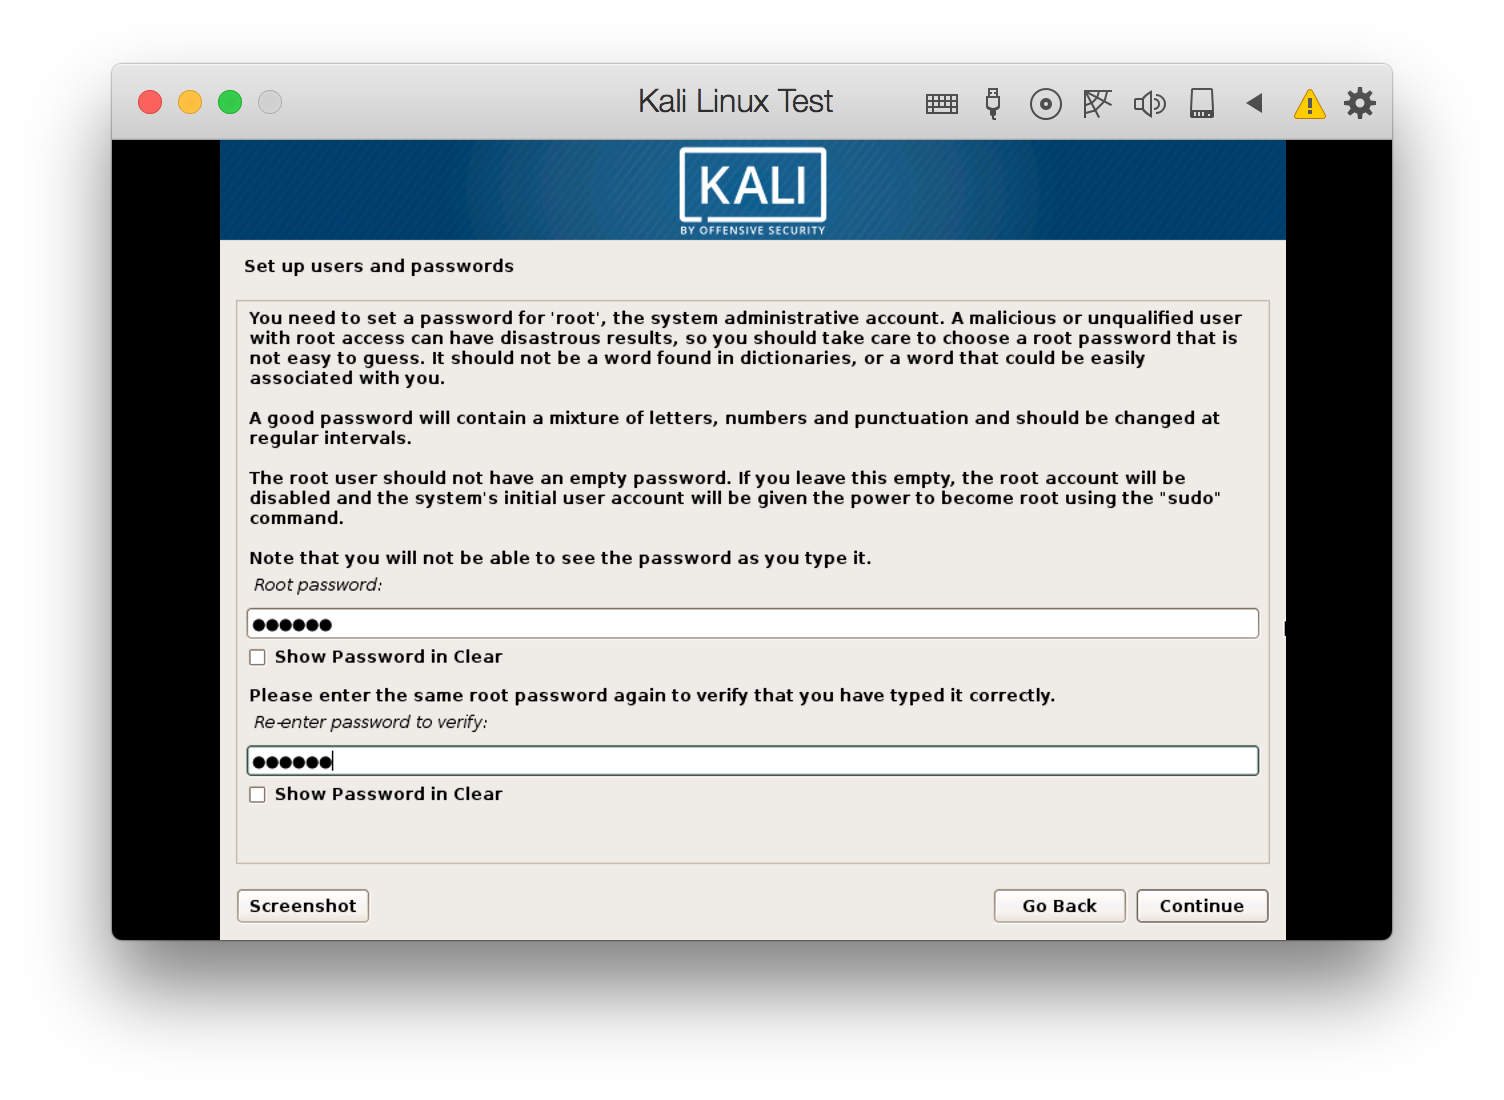 Kali Linux Test
KALI
BY OFFENSIVE SECURITY
Set up users and passwords
You need to set a password for 'root', the system administrative account. A malicious or unqualified user
with root access can have disastrous results, so you should take care to choose a root password that is
not easy to guess. It should not be a word found in dictionaries, or a word that could be easily
associated with you.
A good password will contain a mixture of letters, numbers and punctuation and should be changed at
regular intervals.
The root user should not have an empty password. If you leave this empty, the root account will be
disabled and the system's initial user account will be given the power to become root using the "sudo"
command.
Note that you will not be able to see the password as you type it.
Root password:
●●●●●●
Show Password in Clear
Please enter the same root password again to verify that you have typed it correctly.
Re-enter password to verify:
●●●●●●
Show Password in Clear
Screenshot
Go Back
Continue